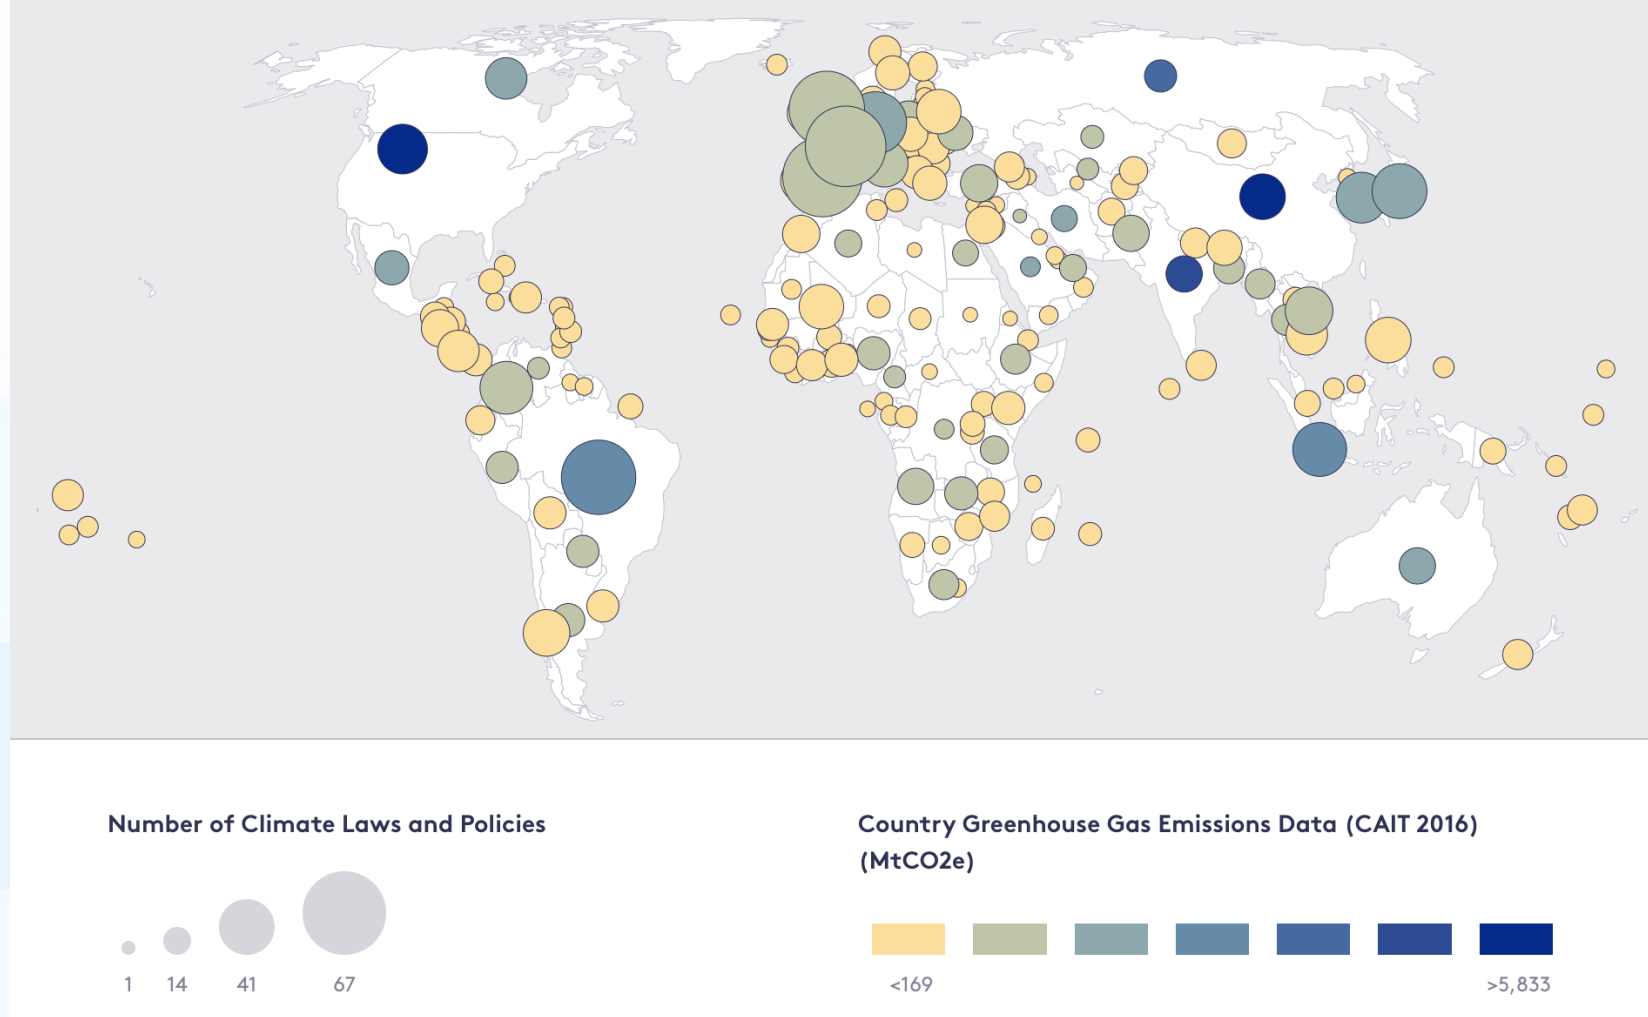 Number of Climate Laws and Policies
1 14 41 67
Country Greenhouse Gas Emissions Data (CAIT 2016)
(MtCO2e)
<169 >5,833